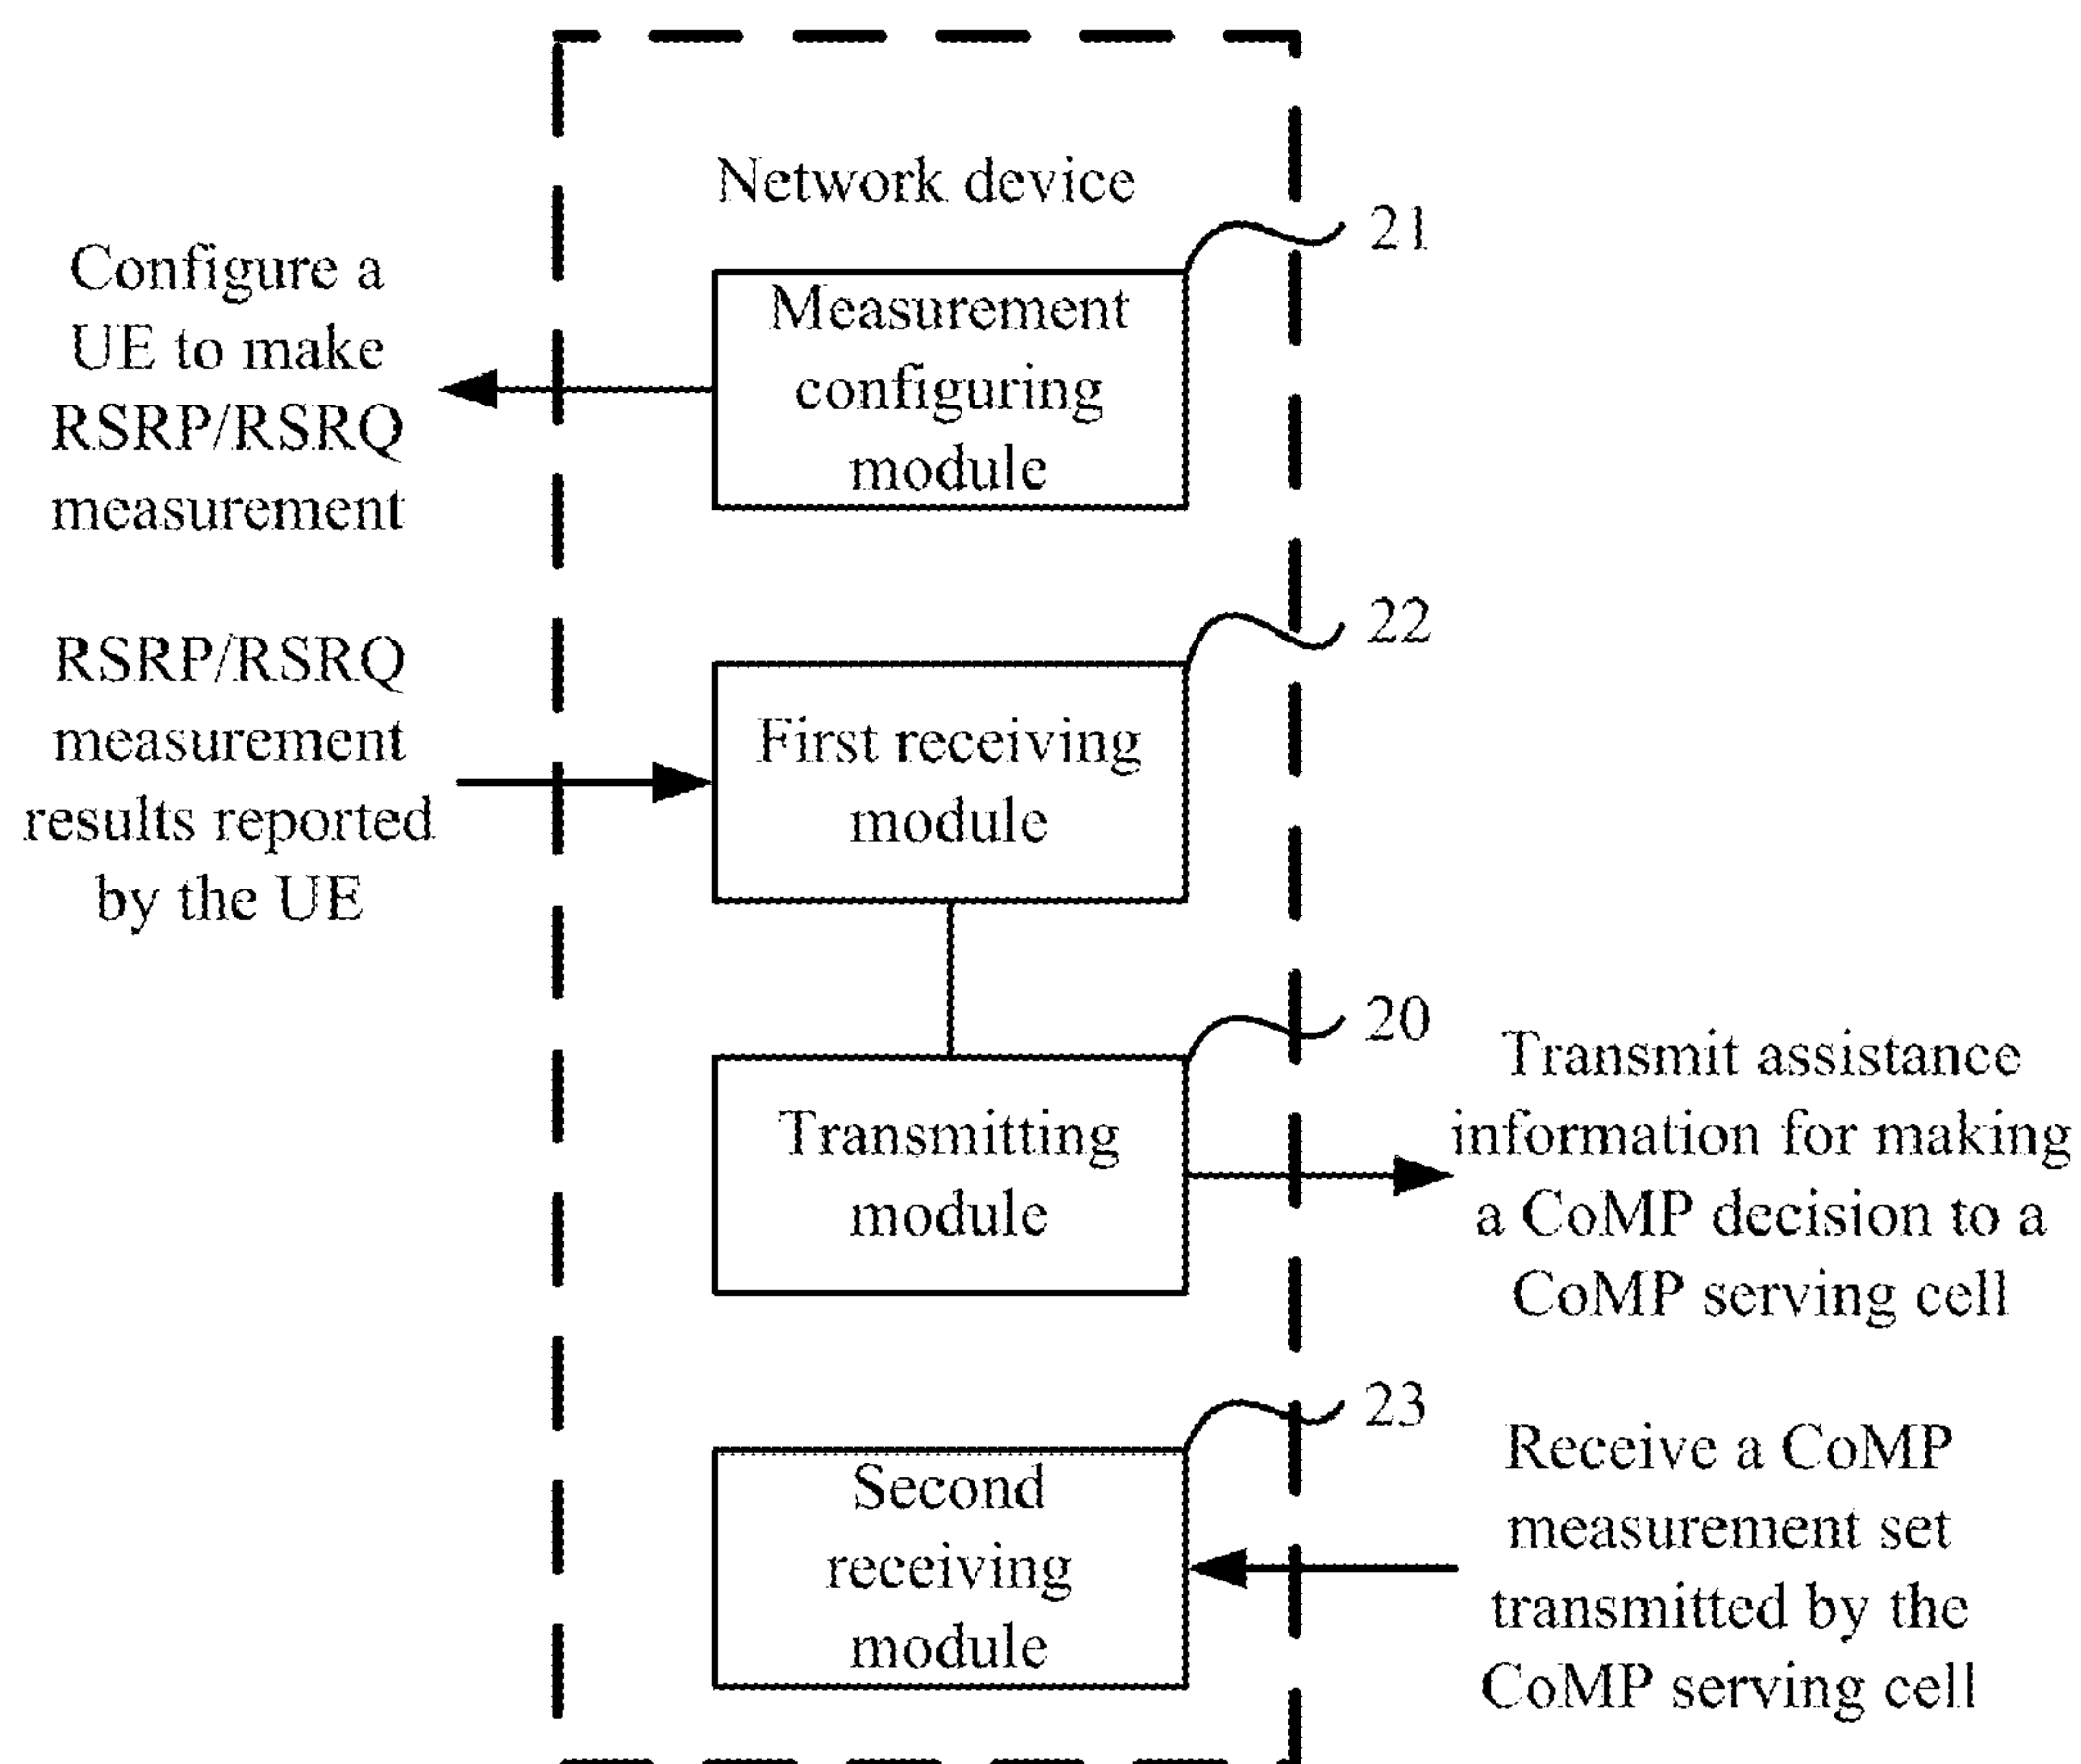 Network device
21
Configure a
UE to make
RSRP/RSRQ
measurement
Measurement
configuring
module
22
RSRP/RSRQ
measurement
results reported
by the UE
First receiving
module
20
Transmitting
module
Transmit assistance
information for making
a CoMP decision to a
CoMP serving cell
23
Second
receiving
module
Receive a CoMP
measurement set
transmitted by the
CoMP serving cell